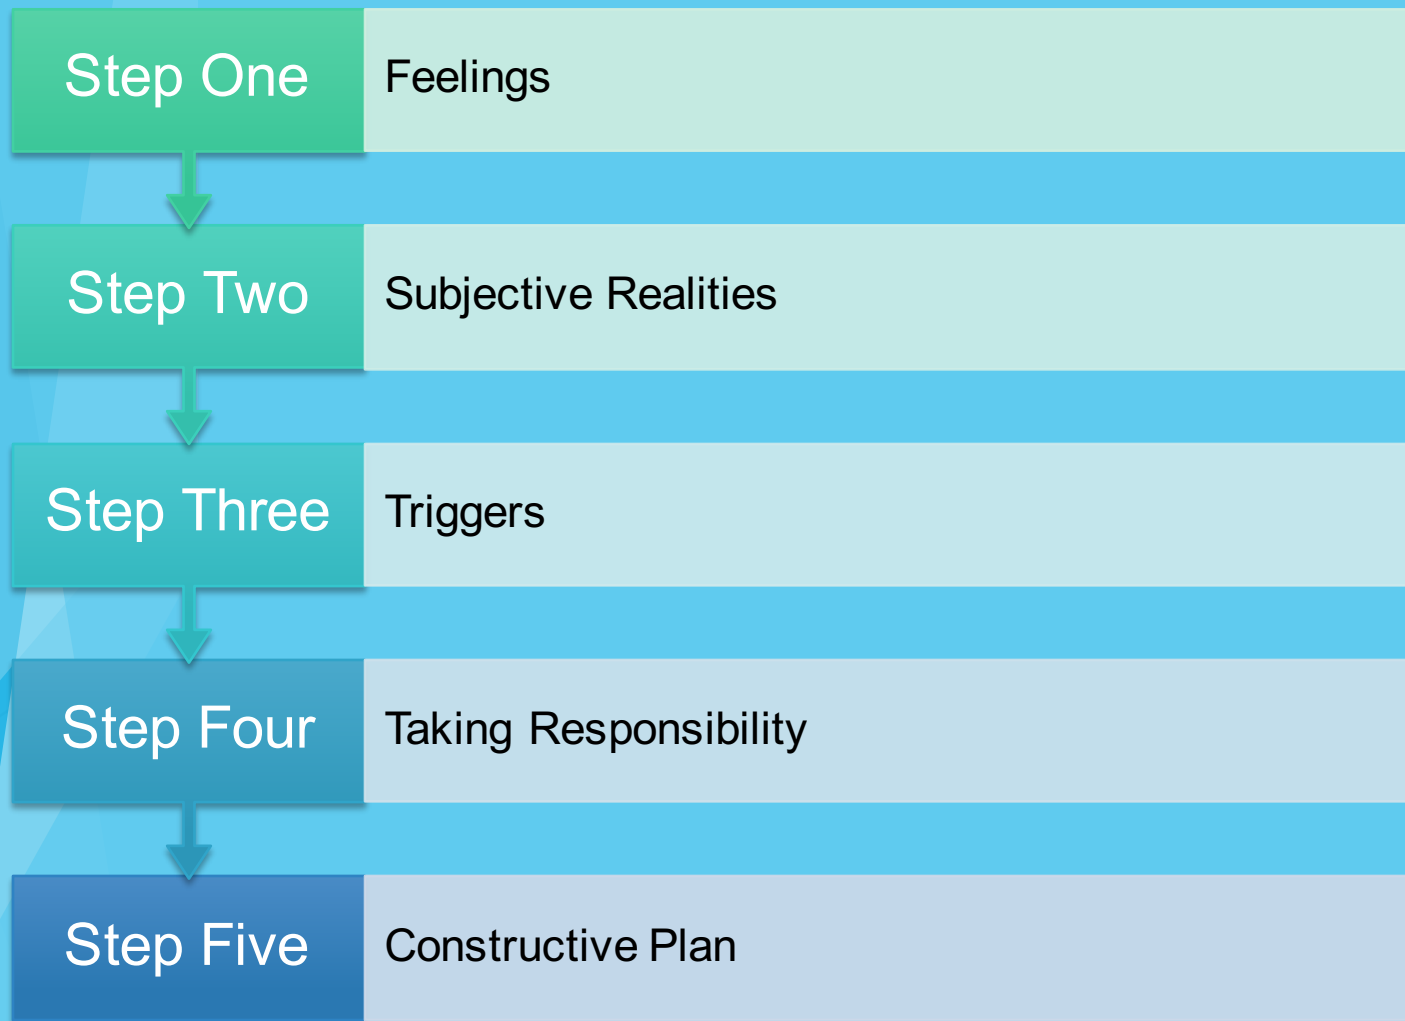 Step One
Feelings
Step Two
Subjective Realities
Step Three
Triggers
Step Four
Taking Responsibility
Step Five
Constructive Plan